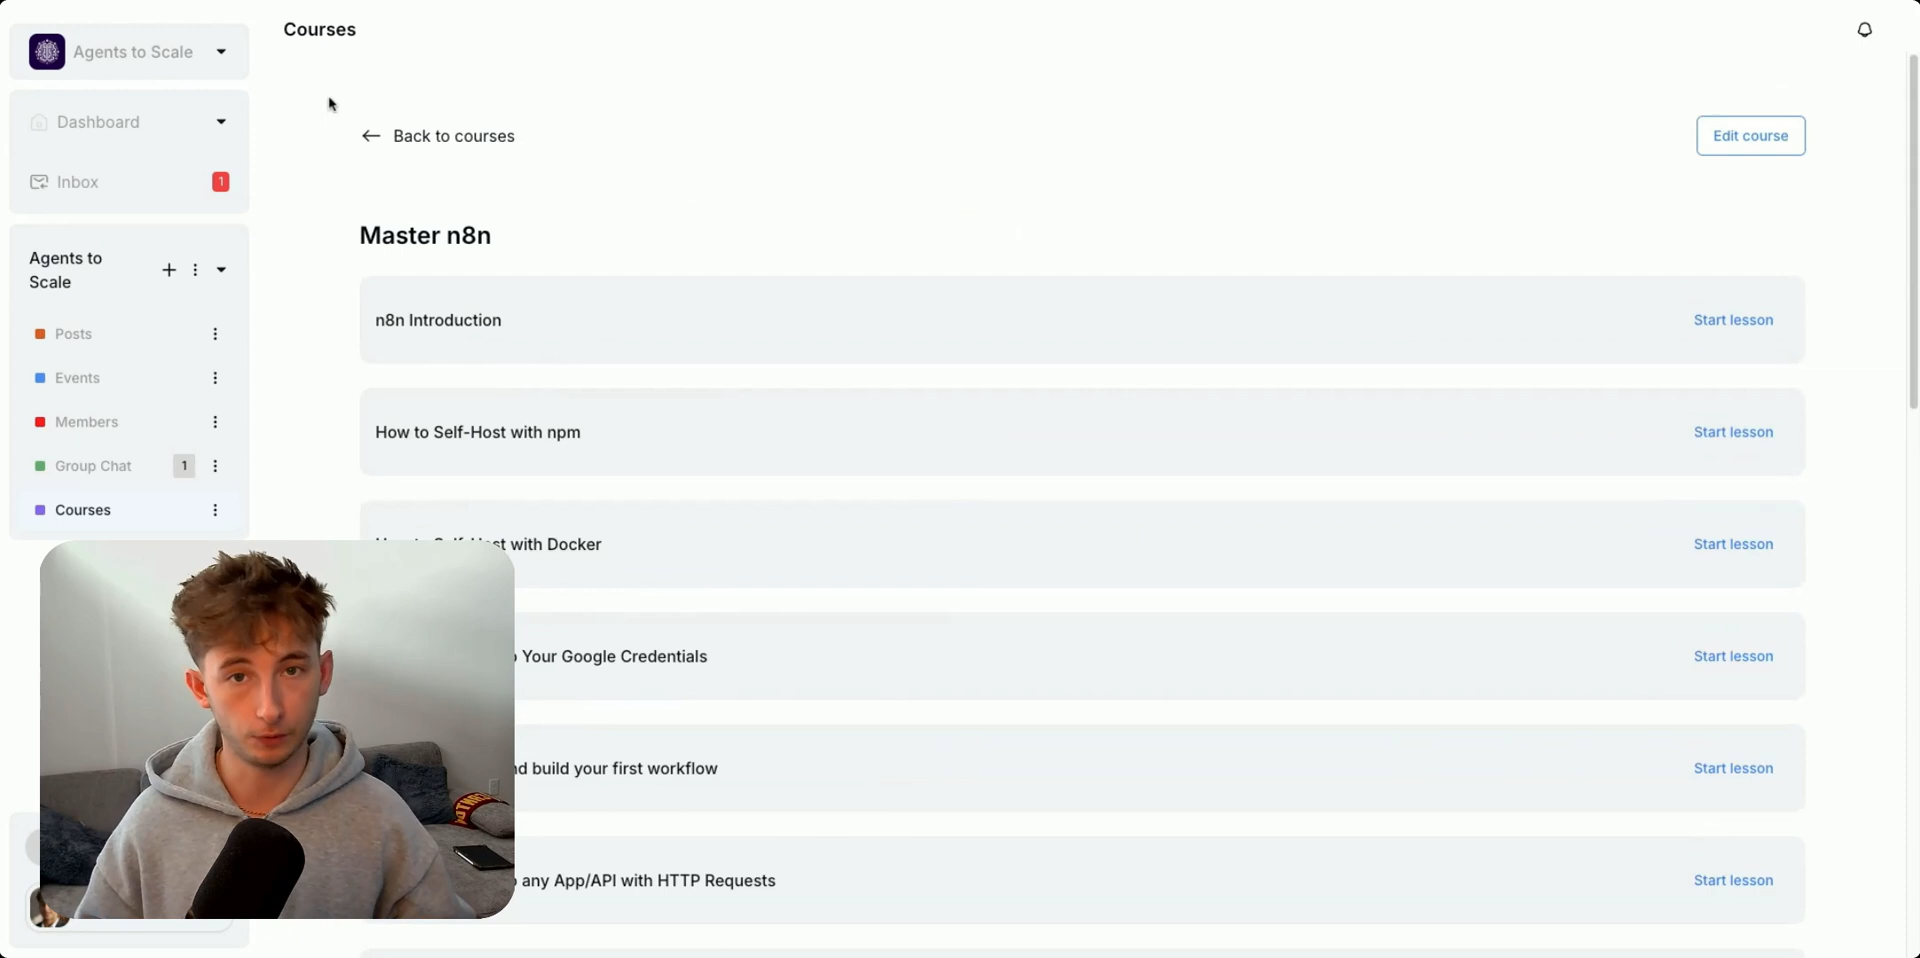 Agents to Scale
Dashboard
Inbox
1
Agents to
Scale
Posts
Events
Members
Group Chat
1
Courses
Courses
Back to courses
Edit course
Master n8n
n8n Introduction
Start lesson
How to Self-Host with npm
Start lesson
with Docker
Start lesson
Your Google Credentials
Start lesson
build your first workflow
Start lesson
any App/API with HTTP Requests
Start lesson